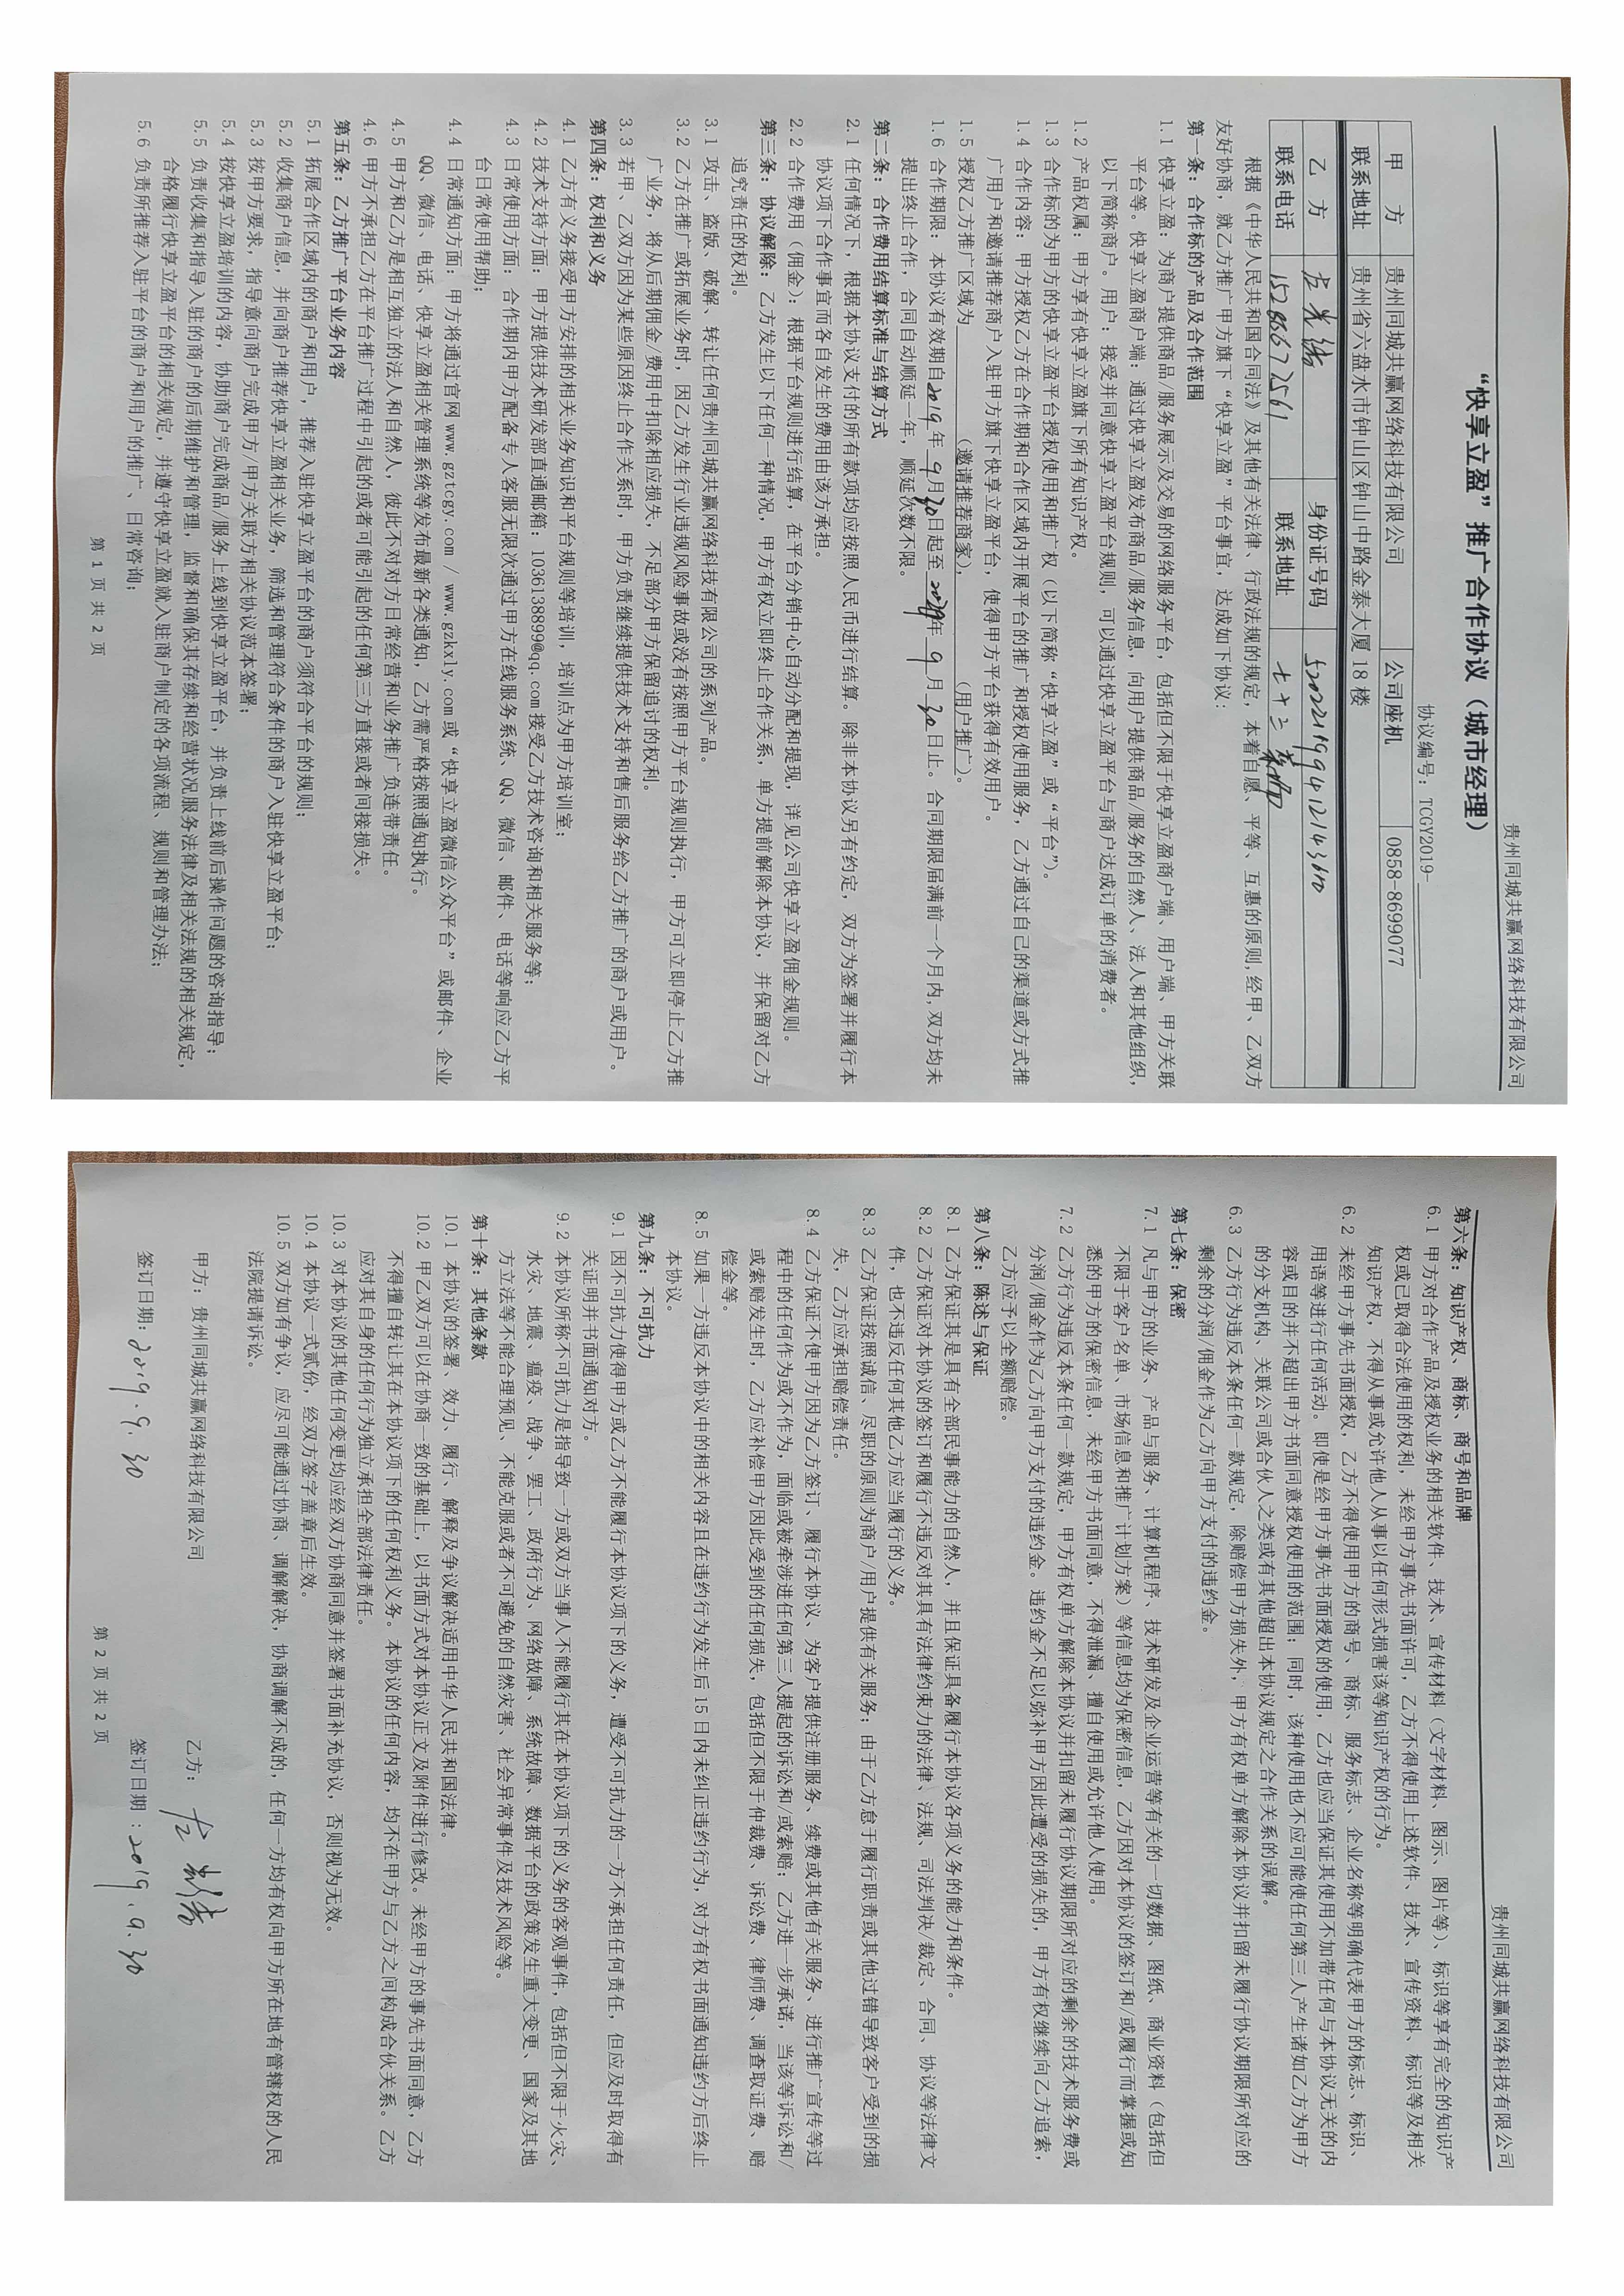 贵州同城共赢网络科技有限公司
“快享立盈”推广合作协议（城市经理）
协议编号：TCGY2019-
甲 方 贵州同城共赢网络科技有限公司 公司座机 0858-8699077
联系地址 贵州省六盘水市钟山区钟山中路金泰大厦 18 楼
乙 方 左 身份证号码
联系电话 15286672561 联系地址 七十三
根据《中华人民共和国合同法》及其他有关法律、行政法规的规定，本着自愿、平等、互惠的原则,经甲、乙双方
友好协商，就乙方推广甲方旗下“快享立盈”平台事宜，达成如下协议：
第一条：合作标的产品及合作范围
1.1 快享立盈：为商户提供商品/服务展示及交易的网络服务平台，包括但不限于快享立盈商户端、用户端、甲方关联
平台等。快享立盈商户端：通过快享立盈发布商品/服务信息，向用户提供商品/服务的自然人、法人和其他组织，
以下简称商户。用户：接受并同意快享立盈平台规则，可以通过快享立盈平台与商户达成订单的消费者。
1.2 产品权属：甲方享有快享立盈旗下所有知识产权。
1.3 合作标的为甲方的快享立盈平台授权使用和推广权（以下简称“快享立盈”或“平台”）。
1.4 合作内容：甲方授权乙方在合作期和合作区域内开展平台的推广和授权使用服务，乙方通过自己的渠道或方式推
广用户和邀请推荐商户入驻甲方旗下快享立盈平台，使得甲方平台获得有效用户。
1.5 授权乙方推广区域为 （邀请推荐商家）， （用户推广）。
1.6 合作期限：本协议有效期自 2019 年 9 月 30 日起至 年 9 月 30 日止。合同期限届满前一个月内,双方均未
提出终止合作，合同自动顺延一年，顺延次数不限。
第二条：合作费用结算标准与结算方式
2.1 任何情况下，根据本协议支付的所有款项均应按照人民币进行结算。除非本协议另有约定，双方为签署并履行本
协议项下合作事宜而各自发生的费用由该方承担。
2.2 合作费用（佣金）：根据平台规则进行结算，在平台分销中心自动分配和提现，详见公司快享立盈佣金规则。
第三条：协议解除：乙方发生以下任何一种情况，甲方有权立即终止合作关系，单方提前解除本协议，并保留对乙方
追究责任的权利。
3.1 攻击、盗版、破解、转让任何贵州同城共赢网络科技有限公司的系列产品。
3.2 乙方在推广或拓展业务时，因乙方发生行业违规风险事故或没有按照甲方平台规则执行，甲方可立即停止乙方推
广业务，将从后期佣金/费用中扣除相应损失，不足部分甲方保留追讨的权利。
3.3 若甲、乙双方因为某些原因终止合作关系时，甲方负责继续提供技术支持和售后服务给乙方推广的商户或用户。
第四条：权利和义务
4.1 乙方有义务接受甲方安排的相关业务知识和平台规则等培训，培训点为甲方培训室；
4.2 技术支持方面：甲方提供技术研发部直通邮箱：1036138899@qq.com 接受乙方技术咨询和相关服务等；
4.3 日常使用方面：合作期内甲方配备专人客服无限次通过甲方在线服务系统、QQ、微信、邮件、电话等响应乙方平
台日常使用帮助；
4.4 日常通知方面：甲方将通过官网 www.gztcgy.com / www.gzkxly.com 或“快享立盈微信公众平台”或邮件、企业
QQ、微信、电话、快享立盈相关管理系统等发布最新各类通知，乙方需严格按照通知执行。
4.5 甲方和乙方是相互独立的法人和自然人，彼此不对对方日常经营和业务推广负连带责任。
4.6 甲方不承担乙方在平台推广过程中引起的或者可能引起的任何第三方直接或者间接损失。
第五条：乙方推广平台业务内容
5.1 拓展合作区域内的商户和用户，推荐入驻快享立盈平台的商户须符合平台的规则；
5.2 收集商户信息，并向商户推荐快享立盈相关业务，筛选和管理符合条件的商户入驻快享立盈平台；
5.3 按甲方要求，指导意向商户完成甲方/甲方关联方相关协议范本签署；
5.4 按快享立盈培训的内容，协助商户完成商品/服务上线到快享立盈平台，并负责上线前后操作问题的咨询指导；
5.5 负责收集和指导入驻的商户的后期维护和管理，监督和确保其存续和经营状况服务法律及相关法规的相关规定，
合格履行快享立盈平台的相关规定，并遵守快享立盈就入驻商户制定的各项流程、规则和管理办法；
5.6 负责所推荐入驻平台的商户和用户的推广、日常咨询；
第 1 页 共 2 页
贵州同城共赢网络科技有限公司
第六条：知识产权、商标、商号和品牌
6.1 甲方对合作产品及授权业务的相关软件、技术、宣传材料（文字材料、图示、图片等）、标识等享有完全的知识产
权或已取得合法使用的权利，未经甲方事先书面许可，乙方不得使用上述软件、技术、宣传资料、标识等及相关
知识产权，不得从事或允许他人从事以任何形式损害该等知识产权的行为。
6.2 未经甲方事先书面授权，乙方不得使用甲方的商号、商标、服务标志、企业名称等明确代表甲方的标志、标识、
用语等进行任何活动。即使是经甲方事先书面授权的使用，乙方也应当保证其使用不加带任何与本协议无关的内
容或目的并不超出甲方书面同意授权使用的范围；同时，该种使用也不应可能使任何第三人产生诸如乙方为甲方
的分支机构、关联公司或合伙人之类或有其他超出本协议规定之合作关系的误解。
6.3 乙方行为违反本条任何一款规定，除赔偿甲方损失外，甲方有权单方解除本协议并扣留未履行协议期限所对应的
剩余的分润/佣金作为乙方向甲方支付的违约金。
第七条：保密
7.1 凡与甲方的业务、产品与服务、计算机程序、技术研发及企业运营等有关的一切数据、图纸、商业资料（包括但
不限于客户名单、市场信息和推广计划方案）等信息均为保密信息，乙方因对本协议的签订和/或履行而掌握或知
悉的甲方的保密信息，未经甲方书面同意，不得泄漏、擅自使用或允许他人使用。
7.2 乙方行为违反本条任何一款规定，甲方有权单方解除本协议并扣留未履行协议期限所对应的剩余的技术服务费或
分润/佣金作为乙方向甲方支付的违约金。违约金不足以弥补甲方因此遭受的损失的，甲方有权继续向乙方追索，
乙方应予以全额赔偿。
第八条：陈述与保证
8.1 乙方保证其是具有全部民事能力的自然人，并且保证具备履行本协议各项义务的能力和条件。
8.2 乙方保证对本协议的签订和履行不违反对其具有法律约束力的法律、法规、司法判决/裁定、合同、协议等法律文
件，也不违反任何其他乙方应当履行的义务。
8.3 乙方保证按照诚信、尽职的原则为商户/用户提供有关服务；由于乙方怠于履行职责或其他过错导致客户受到的损
失，乙方应承担赔偿责任。
8.4 乙方保证不使甲方因为乙方签订、履行本协议、为客户提供注册服务、续费或其他有关服务、进行推广宣传等过
程中的任何作为或不作为，面临或被牵涉进任何第三人提起的诉讼和/或索赔；乙方进一步承诺，当该等诉讼和/
或索赔发生时，乙方应补偿甲方因此受到的任何损失，包括但不限于仲裁费、诉讼费、律师费、调查取证费、赔
偿金等。
8.5 如果一方违反本协议中的相关内容且在违约行为发生后 15 日内未纠正违约行为，对方有权书面通知违约方后终止
本协议。
第九条：不可抗力
9.1 因不可抗力使得甲方或乙方不能履行本协议项下的义务，遭受不可抗力的一方不承担任何责任，但应及时取得有
关证明并书面通知对方。
9.2 本协议所称不可抗力是指导致一方或双方当事人不能履行其在本协议项下的义务的客观事件，包括但不限于火灾、
水灾、地震、瘟疫、战争、罢工、政府行为、网络故障、系统故障、数据平台的政策发生重大变更、国家及其地
方立法等不能合理预见、不能克服或者不可避免的自然灾害、社会异常事件及技术风险等。
第十条：其他条款
10.1 本协议的签署、效力、履行、解释及争议解决适用中华人民共和国法律。
10.2 甲乙双方可以在协商一致的基础上，以书面方式对本协议正文及附件进行修改。未经甲方的事先书面同意，乙方
不得擅自转让其在本协议项下的任何权利义务。本协议的任何内容，均不在甲方与乙方之间构成合伙关系。乙方
应对其自身的任何行为独立承担全部法律责任。
10.3 对本协议的其他任何变更均应经双方协商同意并签署书面补充协议，否则视为无效。
10.4 本协议一式贰份，经双方签字盖章后生效。
10.5 双方如有争议，应尽可能通过协商、调解解决，协商调解不成的，任何一方均有权向甲方所在地有管辖权的人民
法院提请诉讼。
甲方：贵州同城共赢网络科技有限公司 乙方： 左
签订日期：2019.9.30 签订日期：2019.9.30
第 2 页 共 2 页